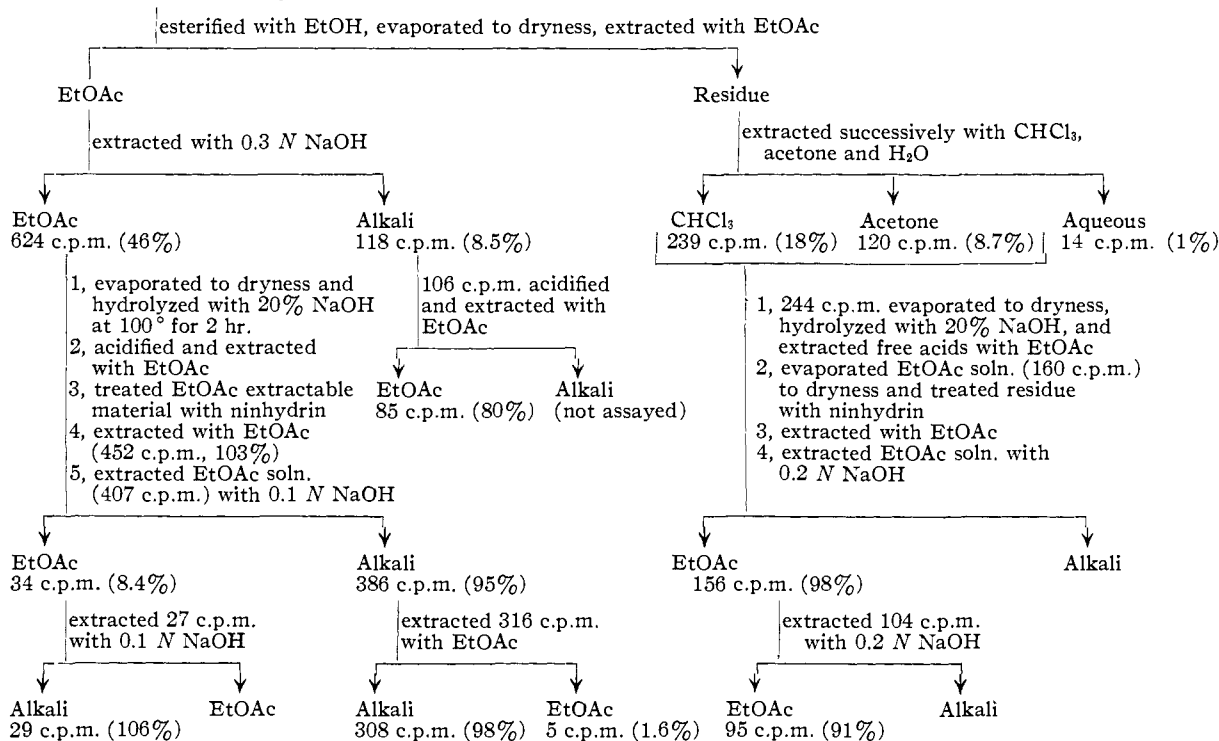 esterified with EtOH, evaporated to dryness, extracted with EtOAc
EtOAc
Residue
extracted with 0.3 N NaOH
extracted successively with CHCl₃,
acetone and H₂O
EtOAc
624 c.p.m. (46%)
Alkali
118 c.p.m. (8.5%)
CHCl₃
239 c.p.m. (18%)
Acetone
120 c.p.m. (8.7%)
Aqueous
14 c.p.m. (1%)
1, evaporated to dryness and
hydrolyzed with 20% NaOH
at 100° for 2 hr.
2, acidified and extracted
with EtOAc
3, treated EtOAc extractable
material with ninhydrin
4, extracted with EtOAc
(452 c.p.m., 103%)
5, extracted EtOAc soln.
(407 c.p.m.) with 0.1 N NaOH
106 c.p.m. acidified
and extracted with
EtOAc
EtOAc
85 c.p.m. (80%)
Alkali
(not assayed)
1, 244 c.p.m. evaporated to dryness,
hydrolyzed with 20% NaOH, and
extracted free acids with EtOAc
2, evaporated EtOAc soln. (160 c.p.m.)
to dryness and treated residue
with ninhydrin
3, extracted with EtOAc
4, extracted EtOAc soln. with
0.2 N NaOH
EtOAc
34 c.p.m. (8.4%)
Alkali
386 c.p.m. (95%)
EtOAc
156 c.p.m. (98%)
Alkali
extracted 27 c.p.m.
with 0.1 N NaOH
extracted 316 c.p.m.
with EtOAc
extracted 104 c.p.m.
with 0.2 N NaOH
Alkali
29 c.p.m. (106%)
EtOAc
Alkali
308 c.p.m. (98%)
EtOAc
5 c.p.m. (1.6%)
EtOAc
95 c.p.m. (91%)
Alkali